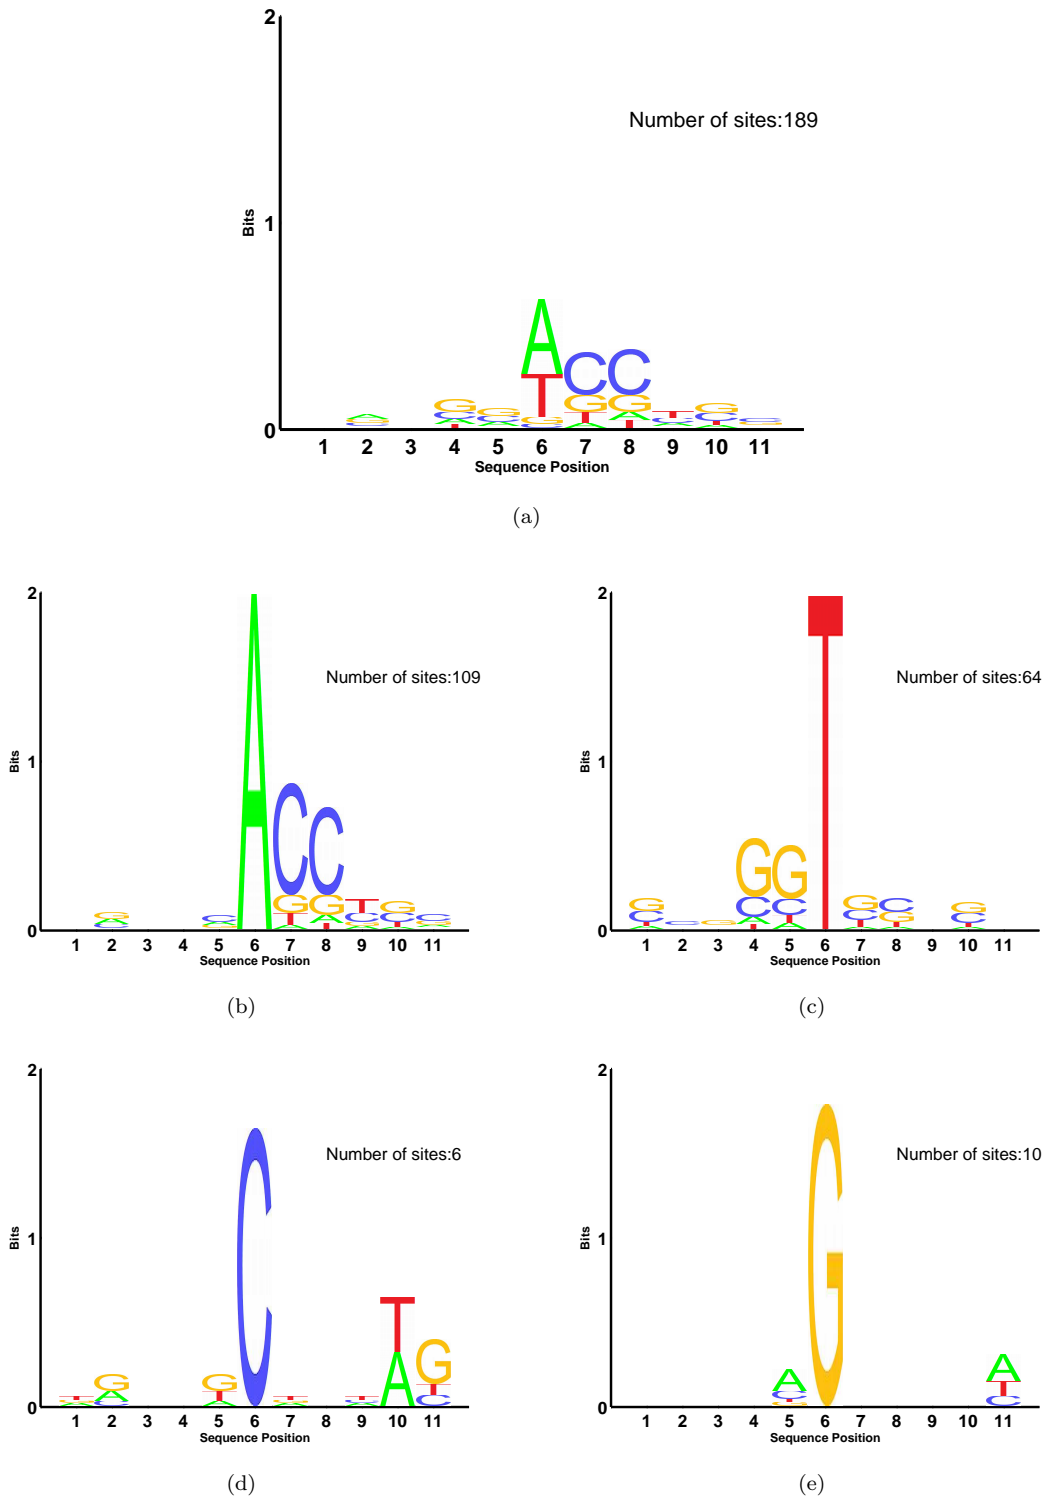 2
Number of sites:189
Bits
1
A
T
G
C
C
G
T
A
C
G
A
T
G
C
A
T
G
C
A
A
G
C
T
C
A
G
C
T
A
C
G
0
1 2 3 4 5 6 7 8 9 10 11
Sequence Position
(a)
2
Number of sites:109
Bits
1
A
C
G
T
A
C
G
A
T
G
A
C
C
A
G
T
C
G
A
G
C
T
A
C
G
A
0
1 2 3 4 5 6 7 8 9 10 11
Sequence Position
(b)
2
Number of sites:64
Bits
1
T
G
C
A
T
G
C
T
A
G
C
T
A
C
G
G
C
T
A
C
G
T
A
G
C
T
A
0
1 2 3 4 5 6 7 8 9 10 11
Sequence Position
(c)
2
Number of sites:6
Bits
1
C
T
A
G
T
C
G
A
C
G
T
A
T
G
A
T
G
A
T
C
A
0
1 2 3 4 5 6 7 8 9 10 11
Sequence Position
(d)
2
Number of sites:10
Bits
1
G
A
C
T
G
A
T
C
0
1 2 3 4 5 6 7 8 9 10 11
Sequence Position
(e)